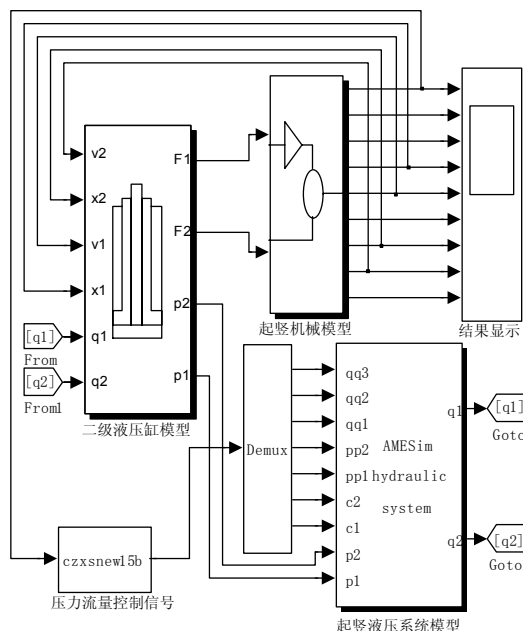 v2
x2
v1
x1
q1
q2
F1
F2
p2
p1
[q1]
From
[q2]
From1
二级液压缸模型
起竖机械模型
结果显示
Demux
qq3
qq2
qq1
pp2
pp1
c2
c1
p2
p1
AMESim
hydraulic
system
q1
q2
[q1]
Goto
[q2]
Goto
起竖液压系统模型
czxsnew15b
压力流量控制信号